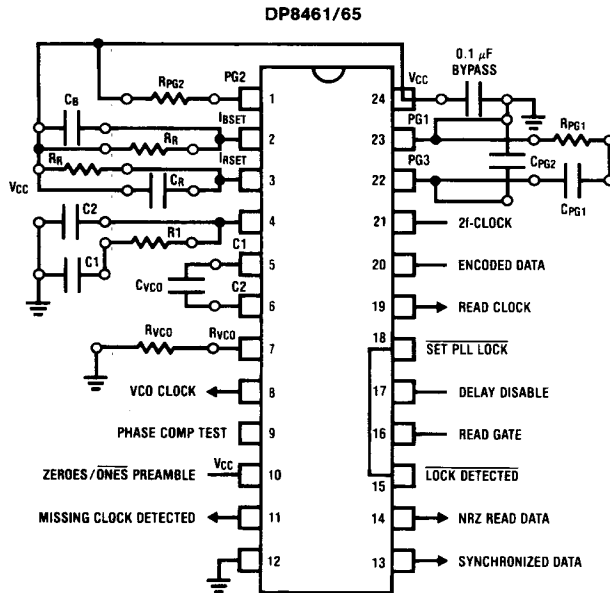 DP8461/65
0.1 μF
BYPASS
RPG2
PG2
1
24
VCC
CB
IBSET
2
23
PG1
RPG1
RR
IRSET
CPG2
RR
3
22
PG3
VCC
CR
CPG1
C2
4
21
2f-CLOCK
R1
C1
C1
5
20
ENCODED DATA
CVCO
C2
6
19
READ CLOCK
RVCO
RVCO
7
18
SET PLL LOCK
VCO CLOCK
8
17
DELAY DISABLE
PHASE COMP TEST
9
16
READ GATE
ZEROES/ONES PREAMBLE
VCC
10
15
LOCK DETECTED
MISSING CLOCK DETECTED
11
14
NRZ READ DATA
12
13
SYNCHRONIZED DATA